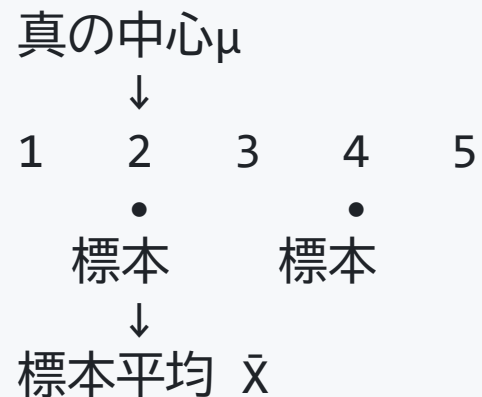 真の中心μ
↓
1 2 3 4 5
• •
標本 標本
↓
標本平均 x̄